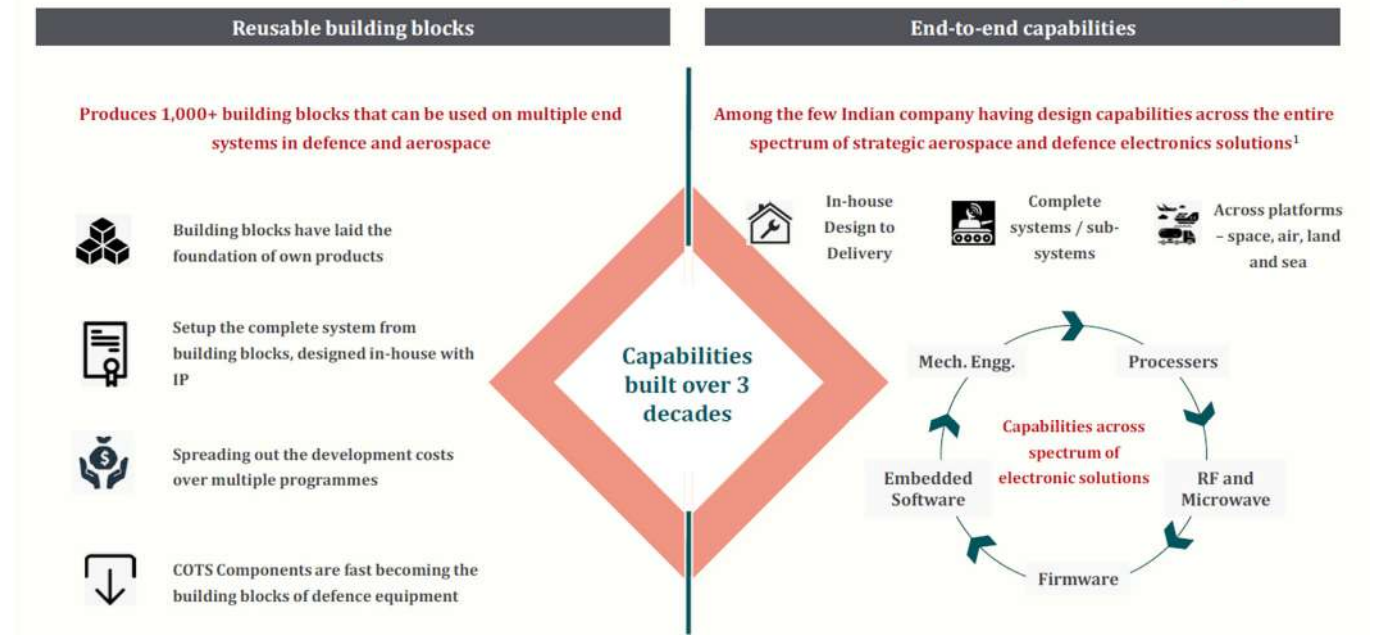 Reusable building blocks
Produces 1,000+ building blocks that can be used on multiple end
systems in defence and aerospace
Building blocks have laid the
foundation of own products
Setup the complete system from
building blocks, designed in-house with
IP
Spreading out the development costs
over multiple programmes
COTS Components are fast becoming the
building blocks of defence equipment
Capabilities
built over 3
decades
End-to-end capabilities
Among the few Indian company having design capabilities across the entire
spectrum of strategic aerospace and defence electronics solutions1
In-house
Design to
Delivery
Complete
systems / sub-
systems
Across platforms
– space, air, land
and sea
Mech. Engg.
Processers
Capabilities across
spectrum of
electronic solutions
Embedded
Software
RF and
Microwave
Firmware